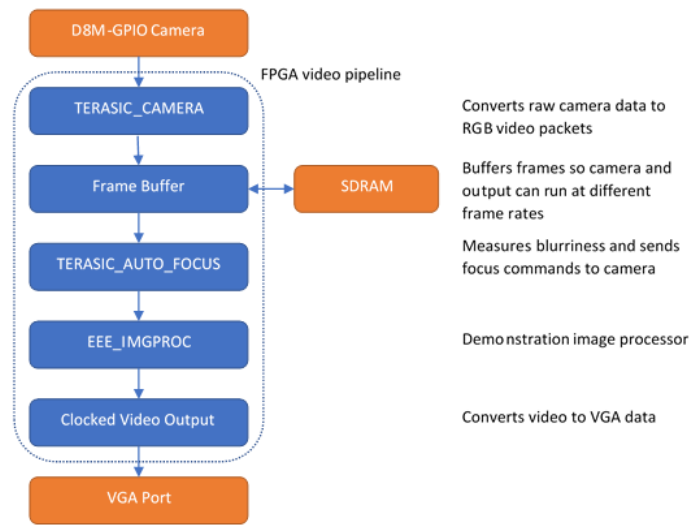 D8M-GPIO Camera
FPGA video pipeline
TERASIC_CAMERA
Converts raw camera data to
RGB video packets
Frame Buffer
SDRAM
Buffers frames so camera and
output can run at different
frame rates
TERASIC_AUTO_FOCUS
Measures blurriness and sends
focus commands to camera
EEE_IMGPROC
Demonstration image processor
Clocked Video Output
Converts video to VGA data
VGA Port